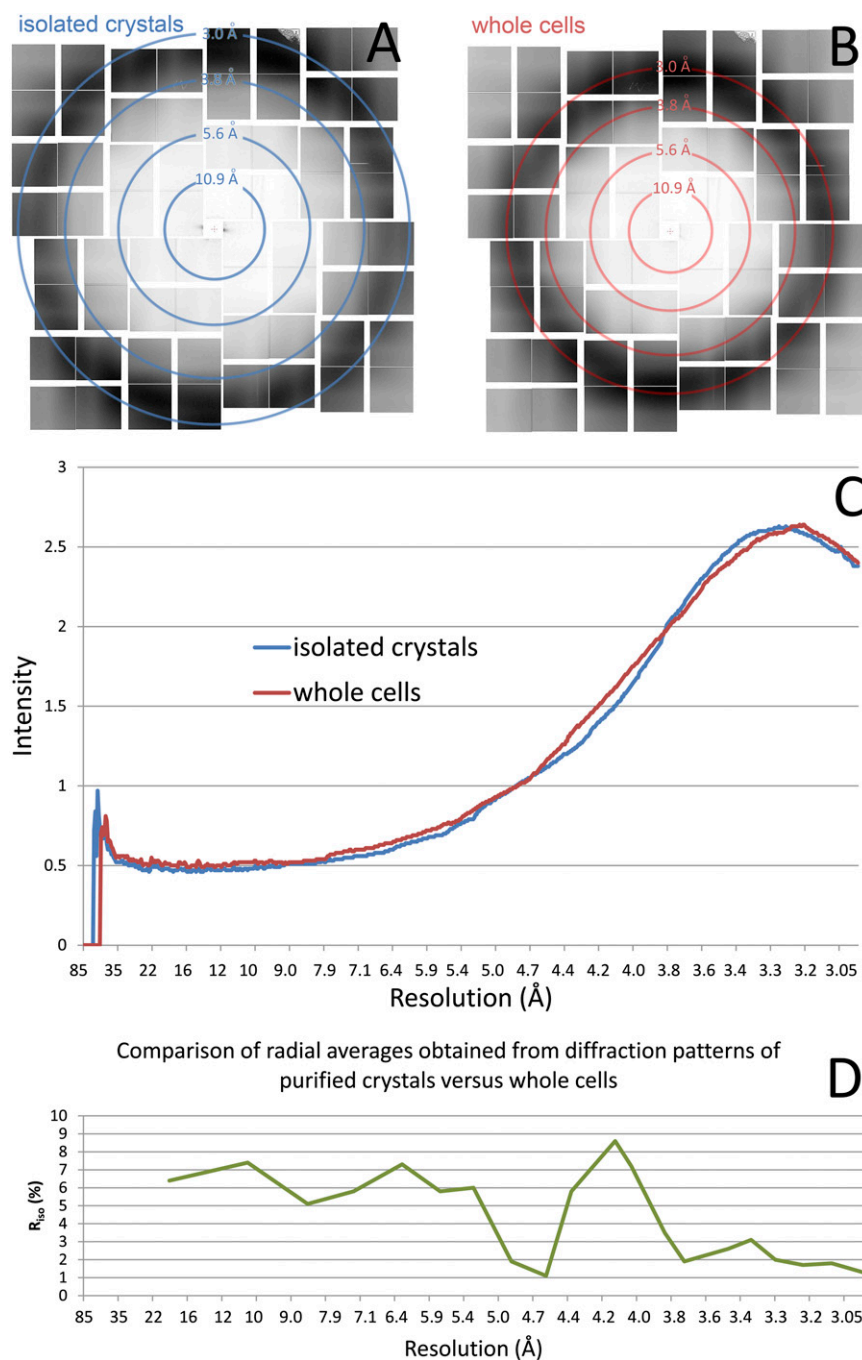 isolated crystals
A
3.0 Å
3.8 Å
5.6 Å
10.9 Å
whole cells
B
3.0 Å
3.8 Å
5.6 Å
10.9 Å
C
3
2.5
2
1.5
1
0.5
0
Intensity
isolated crystals
whole cells
85 35 22 16 12 10 9.0 7.9 7.1 6.4 5.9 5.4 5.0 4.7 4.4 4.2 4.0 3.8 3.6 3.4 3.3 3.2 3.05
Resolution (Å)
Comparison of radial averages obtained from diffraction patterns of
purified crystals versus whole cells
D
10
9
8
7
6
5
4
3
2
1
0
Riso (%)
85 35 22 16 12 10 9.0 7.9 7.1 6.4 5.9 5.4 5.0 4.7 4.4 4.2 4.0 3.8 3.6 3.4 3.3 3.2 3.05
Resolution (Å)